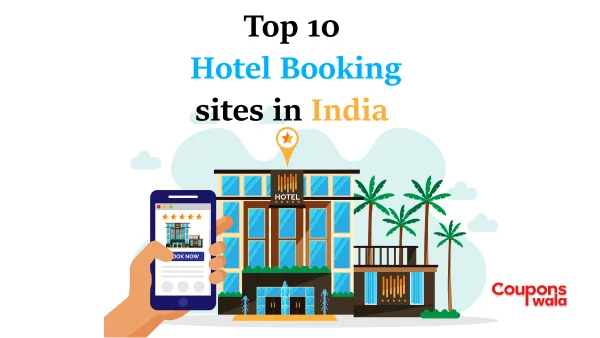 Top 10
Hotel Booking
sites in India
HOTEL
BOOK NOW
Coupons
wala